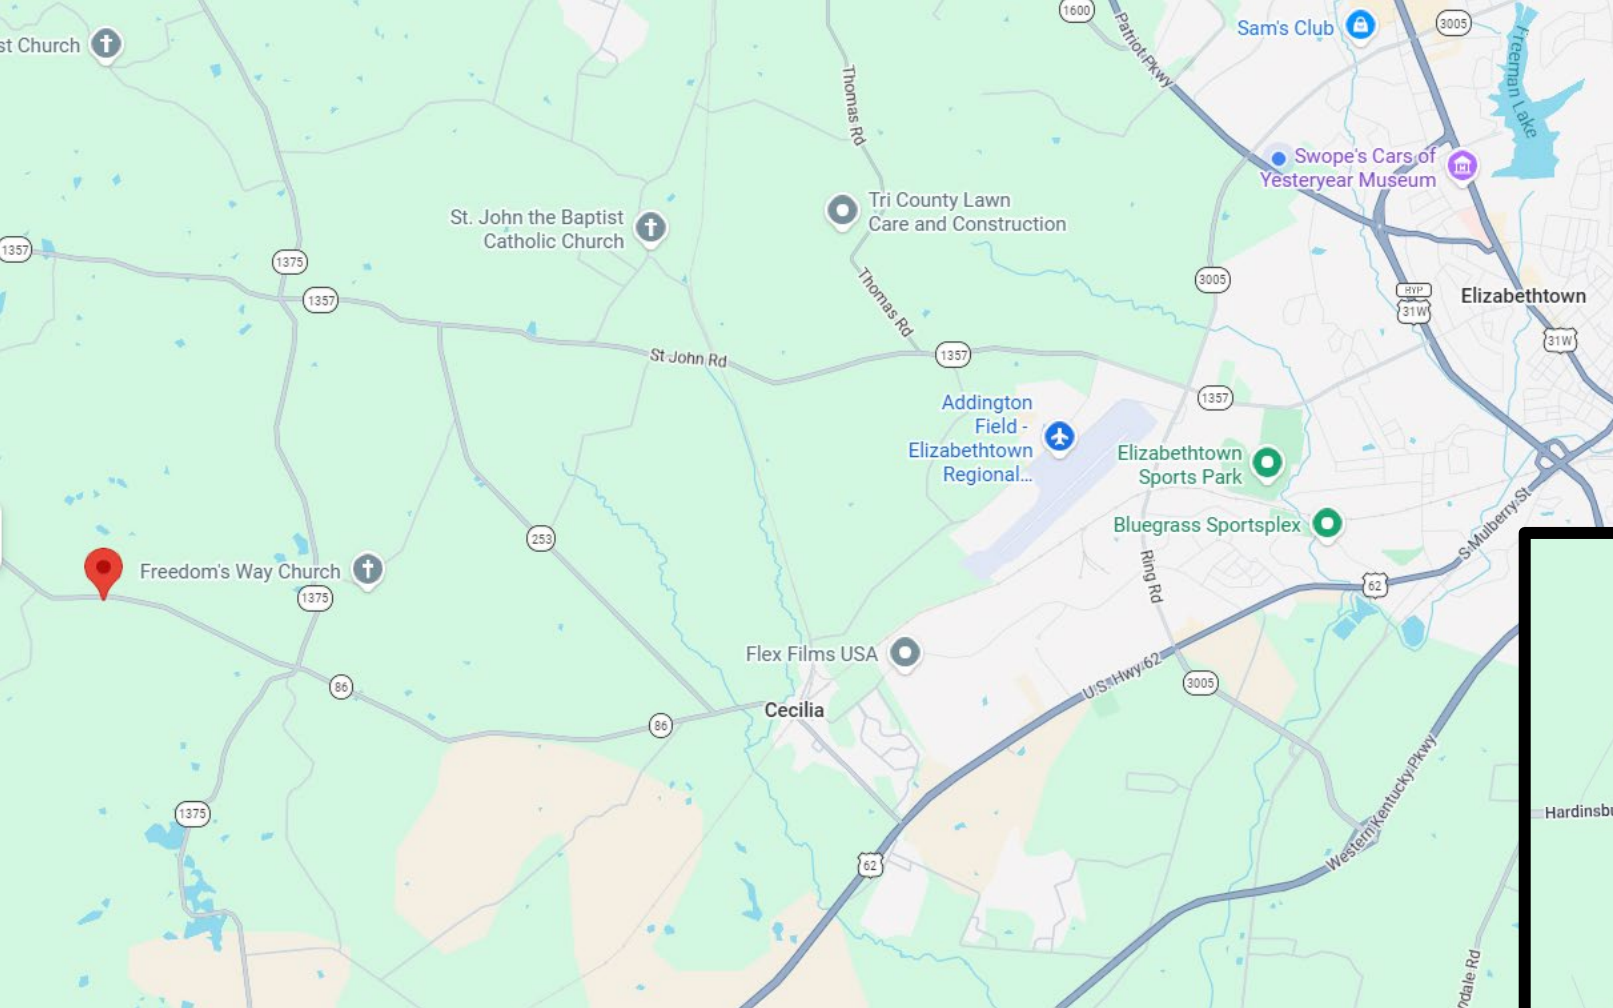 st Church
1600
Patriot Pkwy
Sam's Club
3005
Freeman Lake
Thomas Rd
Swope's Cars of
Yesteryear Museum
Tri County Lawn
Care and Construction
St. John the Baptist
Catholic Church
1357
1375
1357
Thomas Rd
3005
BYP
31W
Elizabethtown
31W
St John Rd
1357
1357
Addington
Field -
Elizabethtown
Regional...
Elizabethtown
Sports Park
Bluegrass Sportsplex
S Mulberry St
253
Freedom's Way Church
1375
Ring Rd
62
Flex Films USA
U.S. Hwy 62
3005
86
86
Cecilia
1375
Western Kentucky Pkwy
Hardinsbu
62
ndale Rd